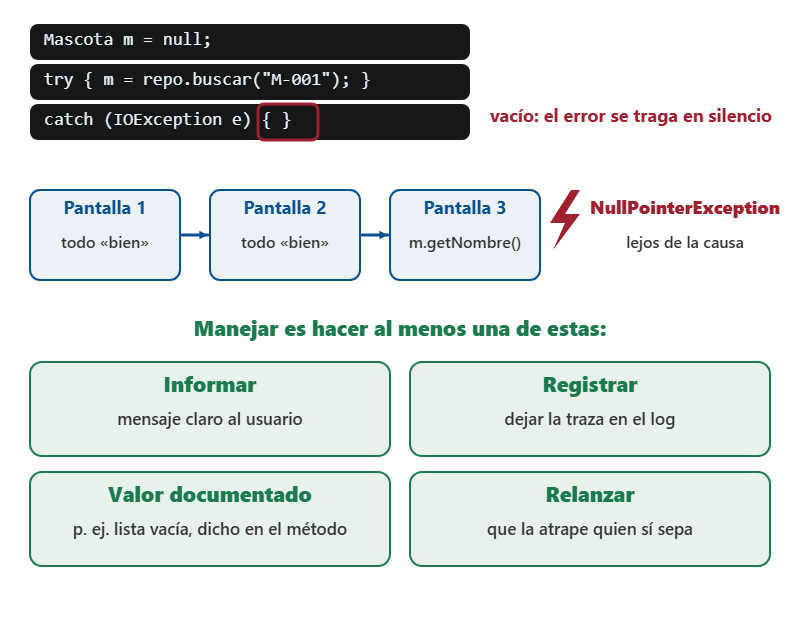 Mascota m = null;
try { m = repo.buscar("M-001"); }
catch (IOException e) { }
vacío: el error se traga en silencio
Pantalla 1
todo «bien»
Pantalla 2
todo «bien»
Pantalla 3
m.getNombre()
NullPointerException
lejos de la causa
Manejar es hacer al menos una de estas:
Informar
mensaje claro al usuario
Registrar
dejar la traza en el log
Valor documentado
p. ej. lista vacía, dicho en el método
Relanzar
que la atrape quien sí sepa